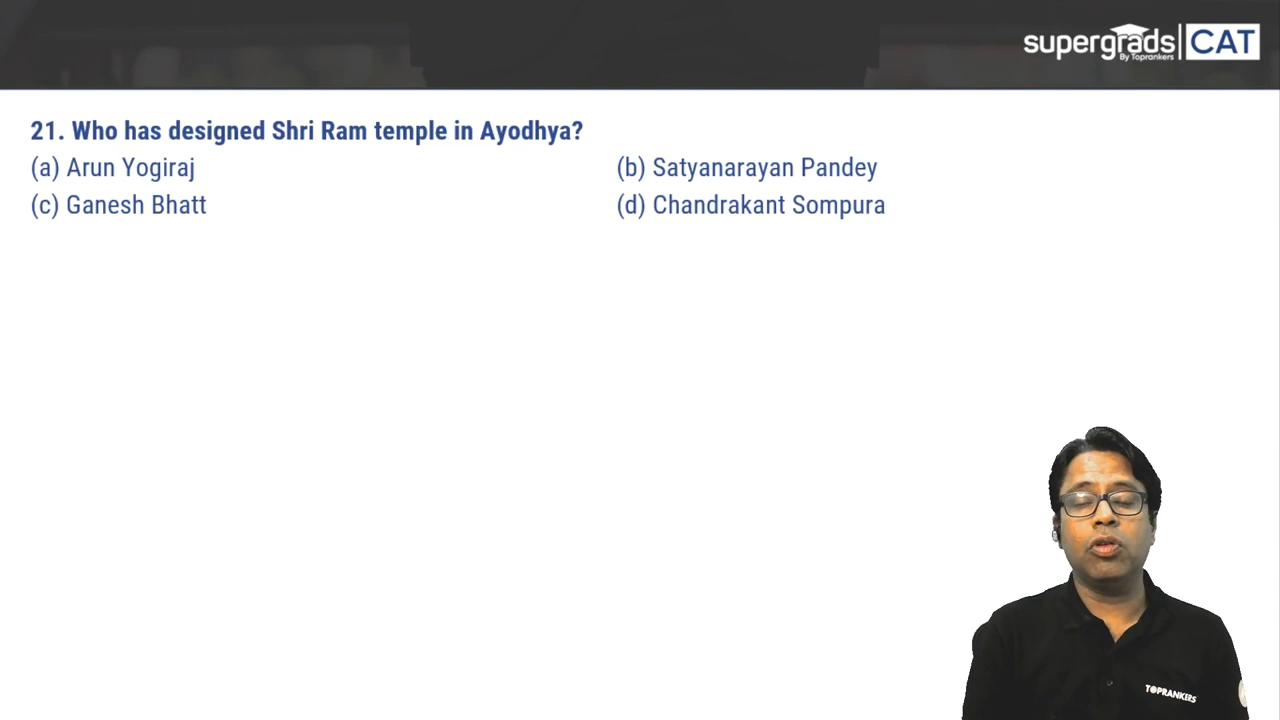 supergrads CAT
By Toprankers
21. Who has designed Shri Ram temple in Ayodhya?
(a) Arun Yogiraj (b) Satyanarayan Pandey
(c) Ganesh Bhatt (d) Chandrakant Sompura
TOPRANKERS